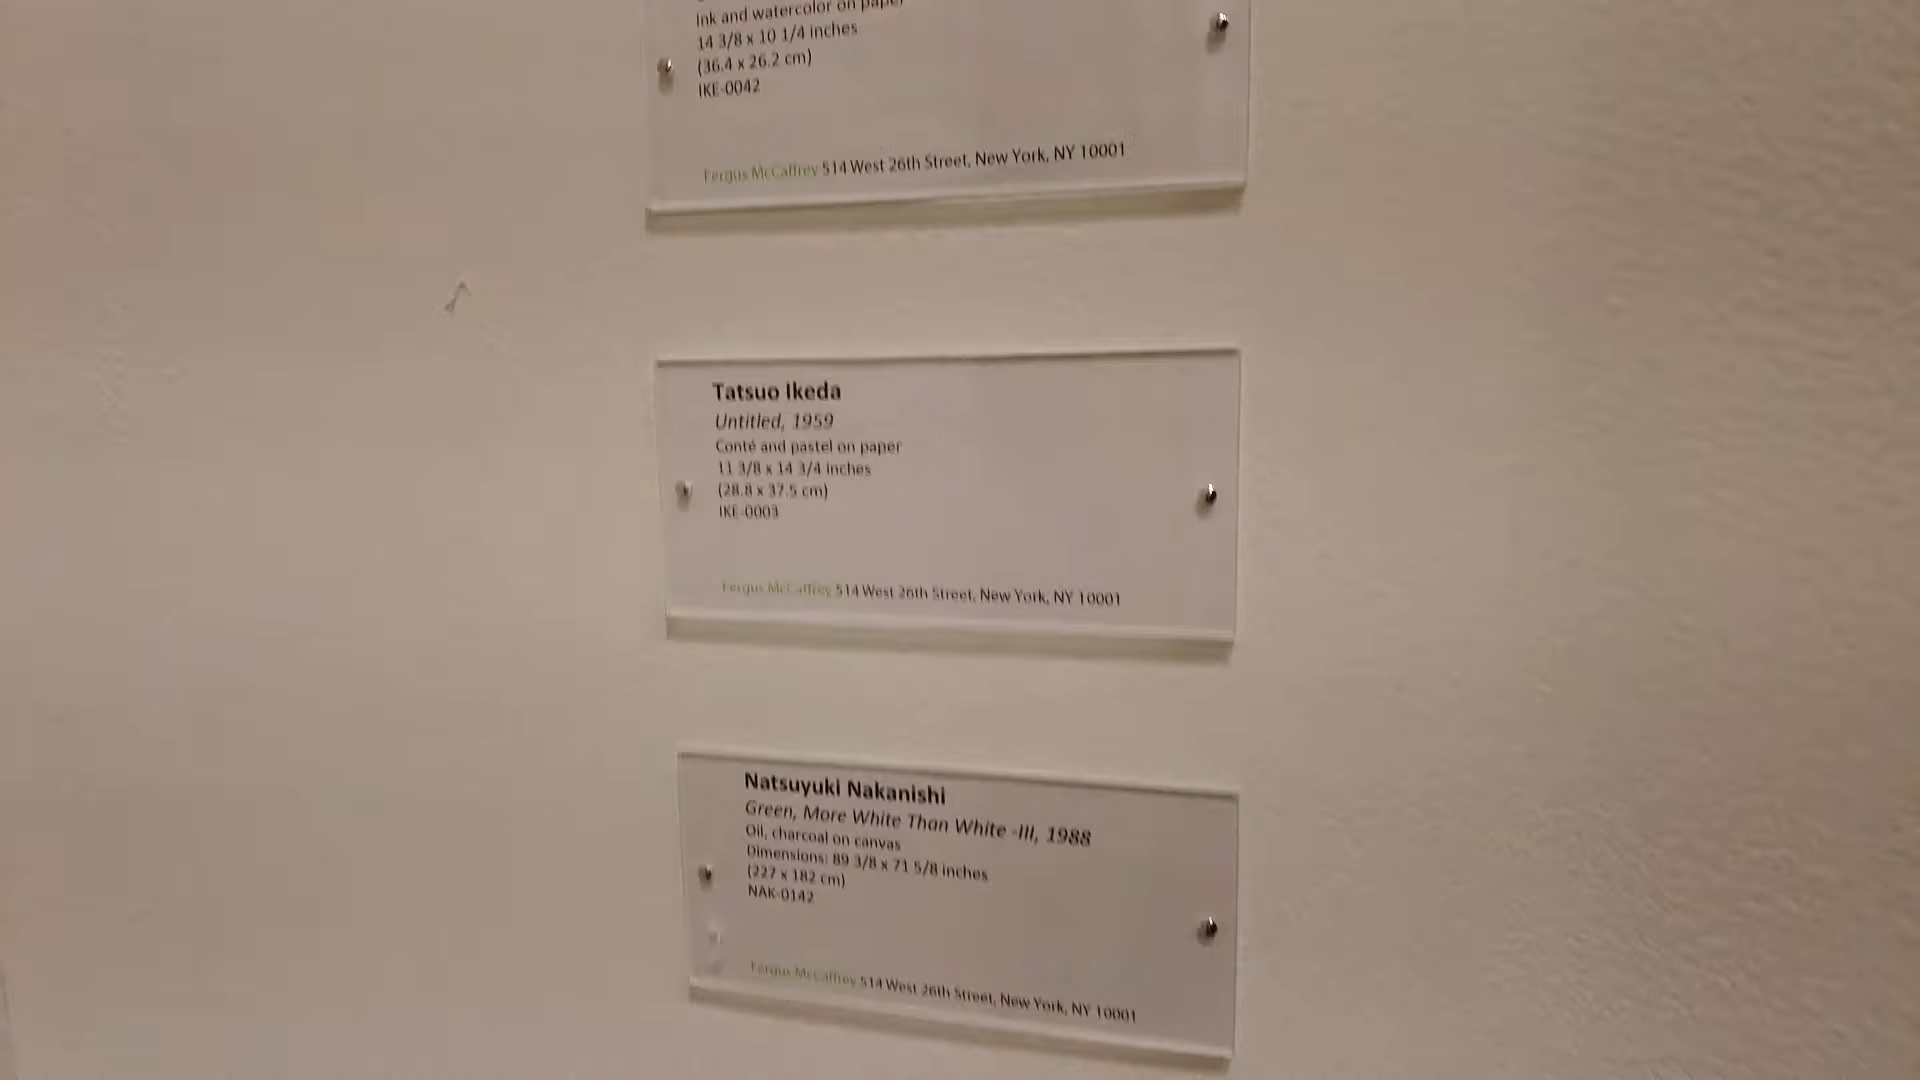 Ink and watercolor on paper
14 3/8 x 10 1/4 inches
(36.4 x 26.2 cm)
IKE-0042
Fergus McCaffrey 514 West 26th Street, New York, NY 10001
Tatsuo Ikeda
Untitled, 1959
Conté and pastel on paper
11 3/8 x 14 3/4 inches
(28.8 x 37.5 cm)
IKE-0003
Fergus McCaffrey 514 West 26th Street, New York, NY 10001
Natsuyuki Nakanishi
Green, More White Than White -III, 1988
Oil, charcoal on canvas
Dimensions: 89 3/8 x 71 5/8 inches
(227 x 182 cm)
NAK-0142
Fergus McCaffrey 514 West 26th Street, New York, NY 10001